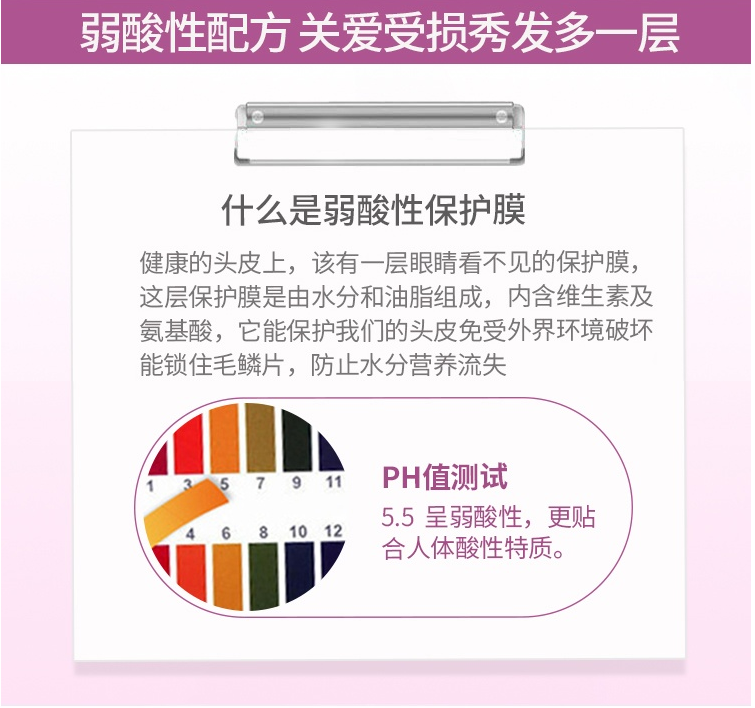 弱酸性配方 关爱受损秀发多一层
什么是弱酸性保护膜
健康的头皮上，该有一层眼睛看不见的保护膜，
这层保护膜是由水分和油脂组成，内含维生素及
氨基酸，它能保护我们的头皮免受外界环境破坏
能锁住毛鳞片，防止水分营养流失
1 3 5 7 9 11
4 6 8 10 12
PH值测试
5.5 呈弱酸性，更贴
合人体酸性特质。